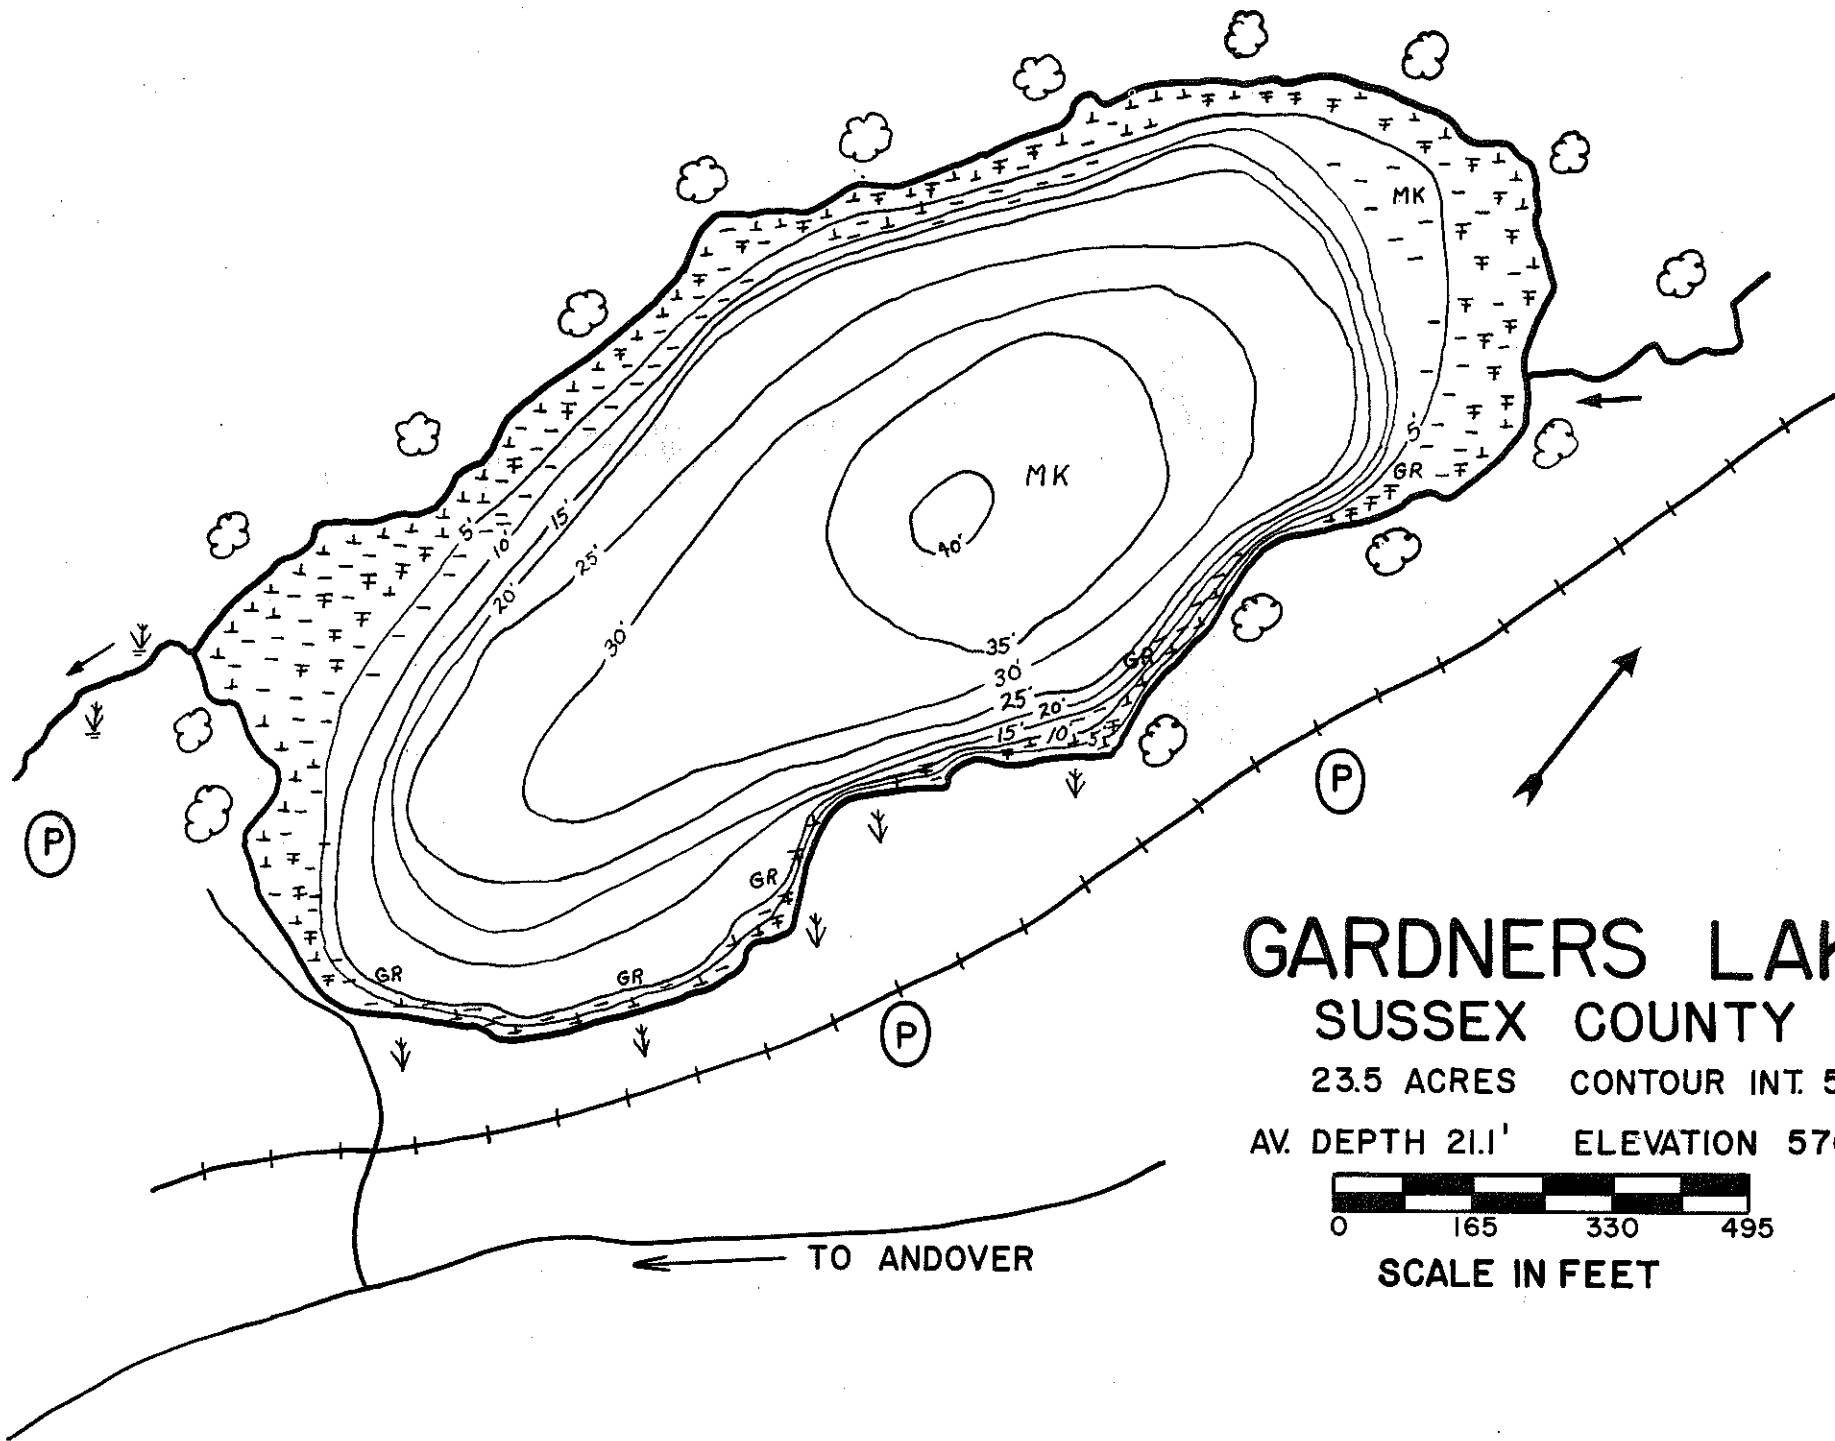 MK
5'
GR
5'
10'
15'
20'
25'
30'
MK
40'
35'
30'
25'
20'
15'
10'
5'
GR
GR
GR
GR
P
P
P
GARDNERS LAK
SUSSEX COUNTY
23.5 ACRES CONTOUR INT. 5
AV. DEPTH 21.1' ELEVATION 57
0 165 330 495
SCALE IN FEET
TO ANDOVER